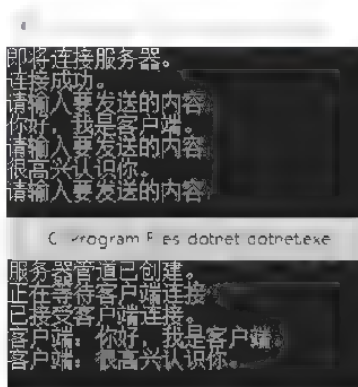 即将连接服务器。
连接成功。
请输入要发送的内容
你好，我是客户端。
请输入要发送的内容
很高兴认识你。
请输入要发送的内容
dotnet dotnet.exe
服务器管道已创建。
正在等待客户端连接
已接受客户端连接。
客户端：你好，我是客户端。
客户端：很高兴认识你。